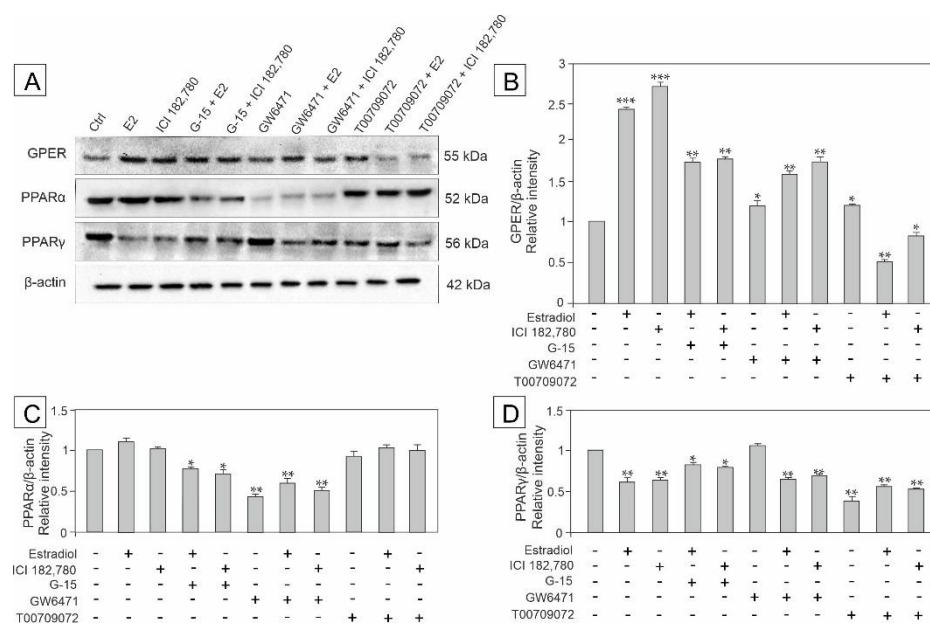 A
Ctrl
E2
ICI 182,780
G-15 + E2
G-15 + ICI 182,780
GW6471
GW6471 + E2
GW6471 + ICI 182,780
T00709072
T00709072 + E2
T00709072 + ICI 182,780
GPER 55 kDa
PPARα 52 kDa
PPARγ 56 kDa
β-actin 42 kDa
B
GPER/β-actin
Relative intensity
3
2.5
2
1.5
1
0.5
0
*** *** ** ** * ** ** * ** *
Estradiol - + - + - - + - - + -
ICI 182,780 - - + - + - - + - - +
G-15 - - - + + - - - - - -
GW6471 - - - - - + + + - - -
T00709072 - - - - - - - - + + +
C
PPARα/β-actin
Relative intensity
1.5
1
0.5
0
* * ** ** **
Estradiol - + - + - - + - - + -
ICI 182,780 - - + - + - - + - - +
G-15 - - - + + - - - - - -
GW6471 - - - - - + + + - - -
T00709072 - - - - - - - - + + +
D
PPARγ/β-actin
Relative intensity
1.5
1
0.5
0
** ** * * ** ** ** ** **
Estradiol - + - + - - + - - + -
ICI 182,780 - - + - + - - + - - +
G-15 - - - + + - - - - - -
GW6471 - - - - - + + + - - -
T00709072 - - - - - - - - + + +